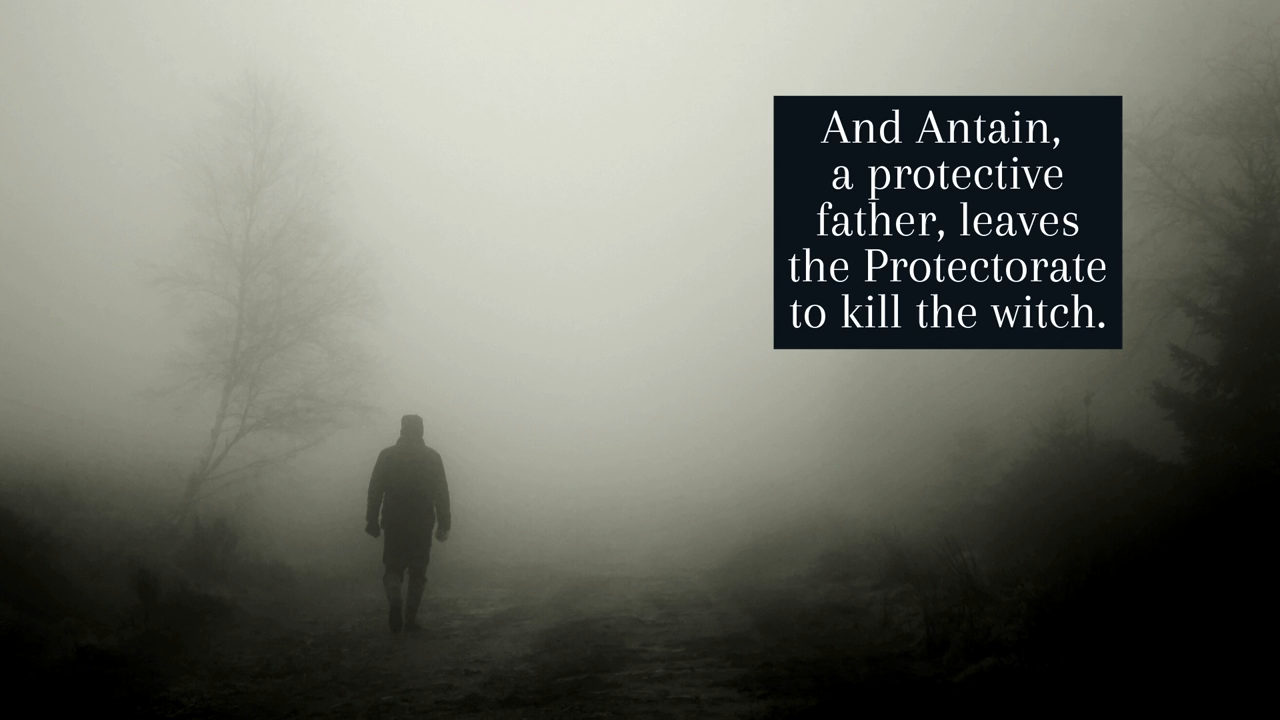 And Antain,
a protective
father, leaves
the Protectorate
to kill the witch.